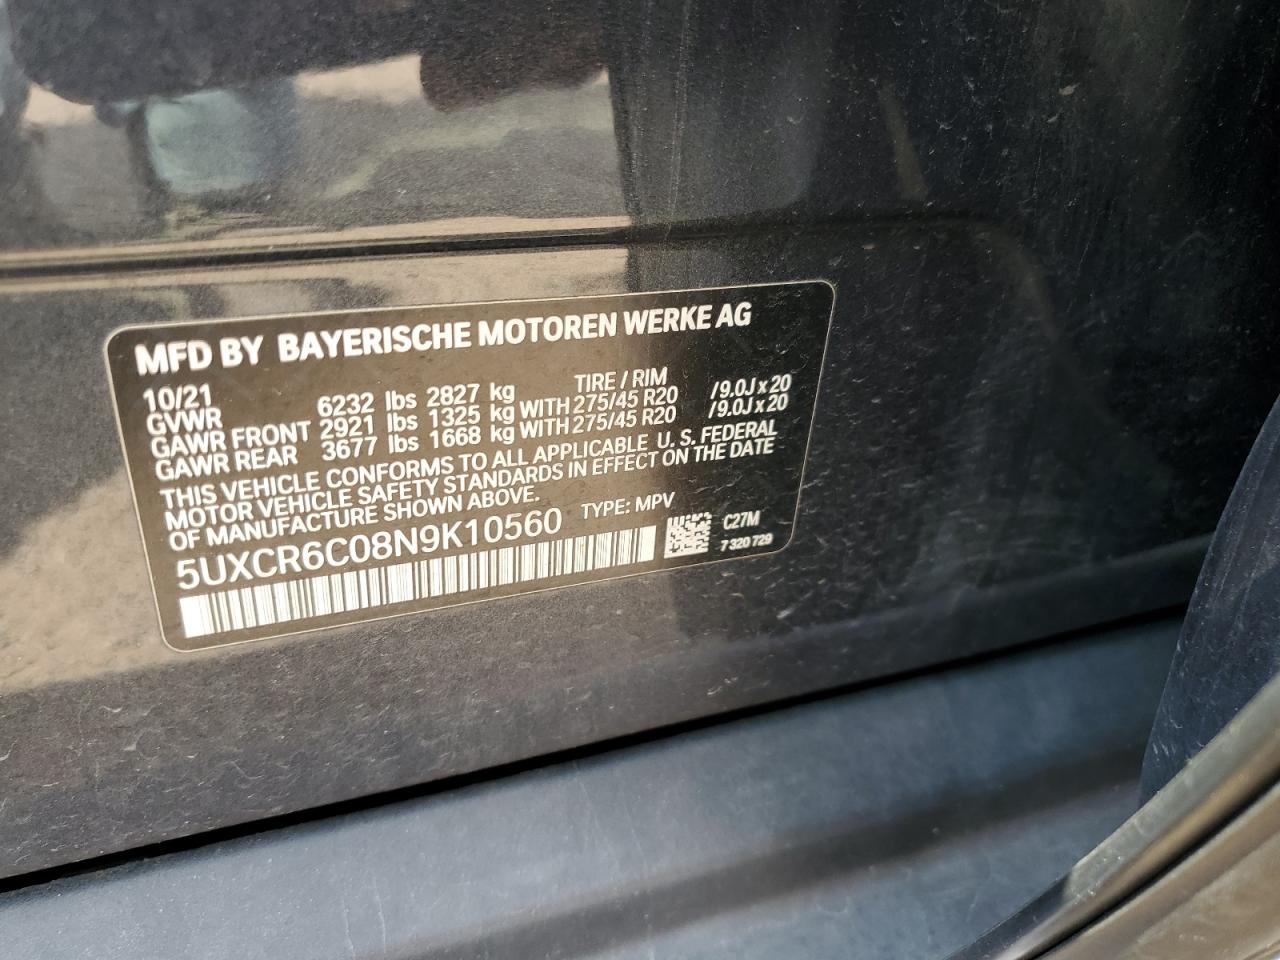 MFD BY BAYERISCHE MOTOREN WERKE AG
10/21 TIRE / RIM
GVWR 6232 lbs 2827 kg
GAWR FRONT 2921 lbs 1325 kg WITH 275/45 R20 /9.0J x 20
GAWR REAR 3677 lbs 1668 kg WITH 275/45 R20 /9.0J x 20
THIS VEHICLE CONFORMS TO ALL APPLICABLE U. S. FEDERAL
MOTOR VEHICLE SAFETY STANDARDS IN EFFECT ON THE DATE
OF MANUFACTURE SHOWN ABOVE.
5UXCR6C08N9K10560 TYPE: MPV
C27M
7 320 729